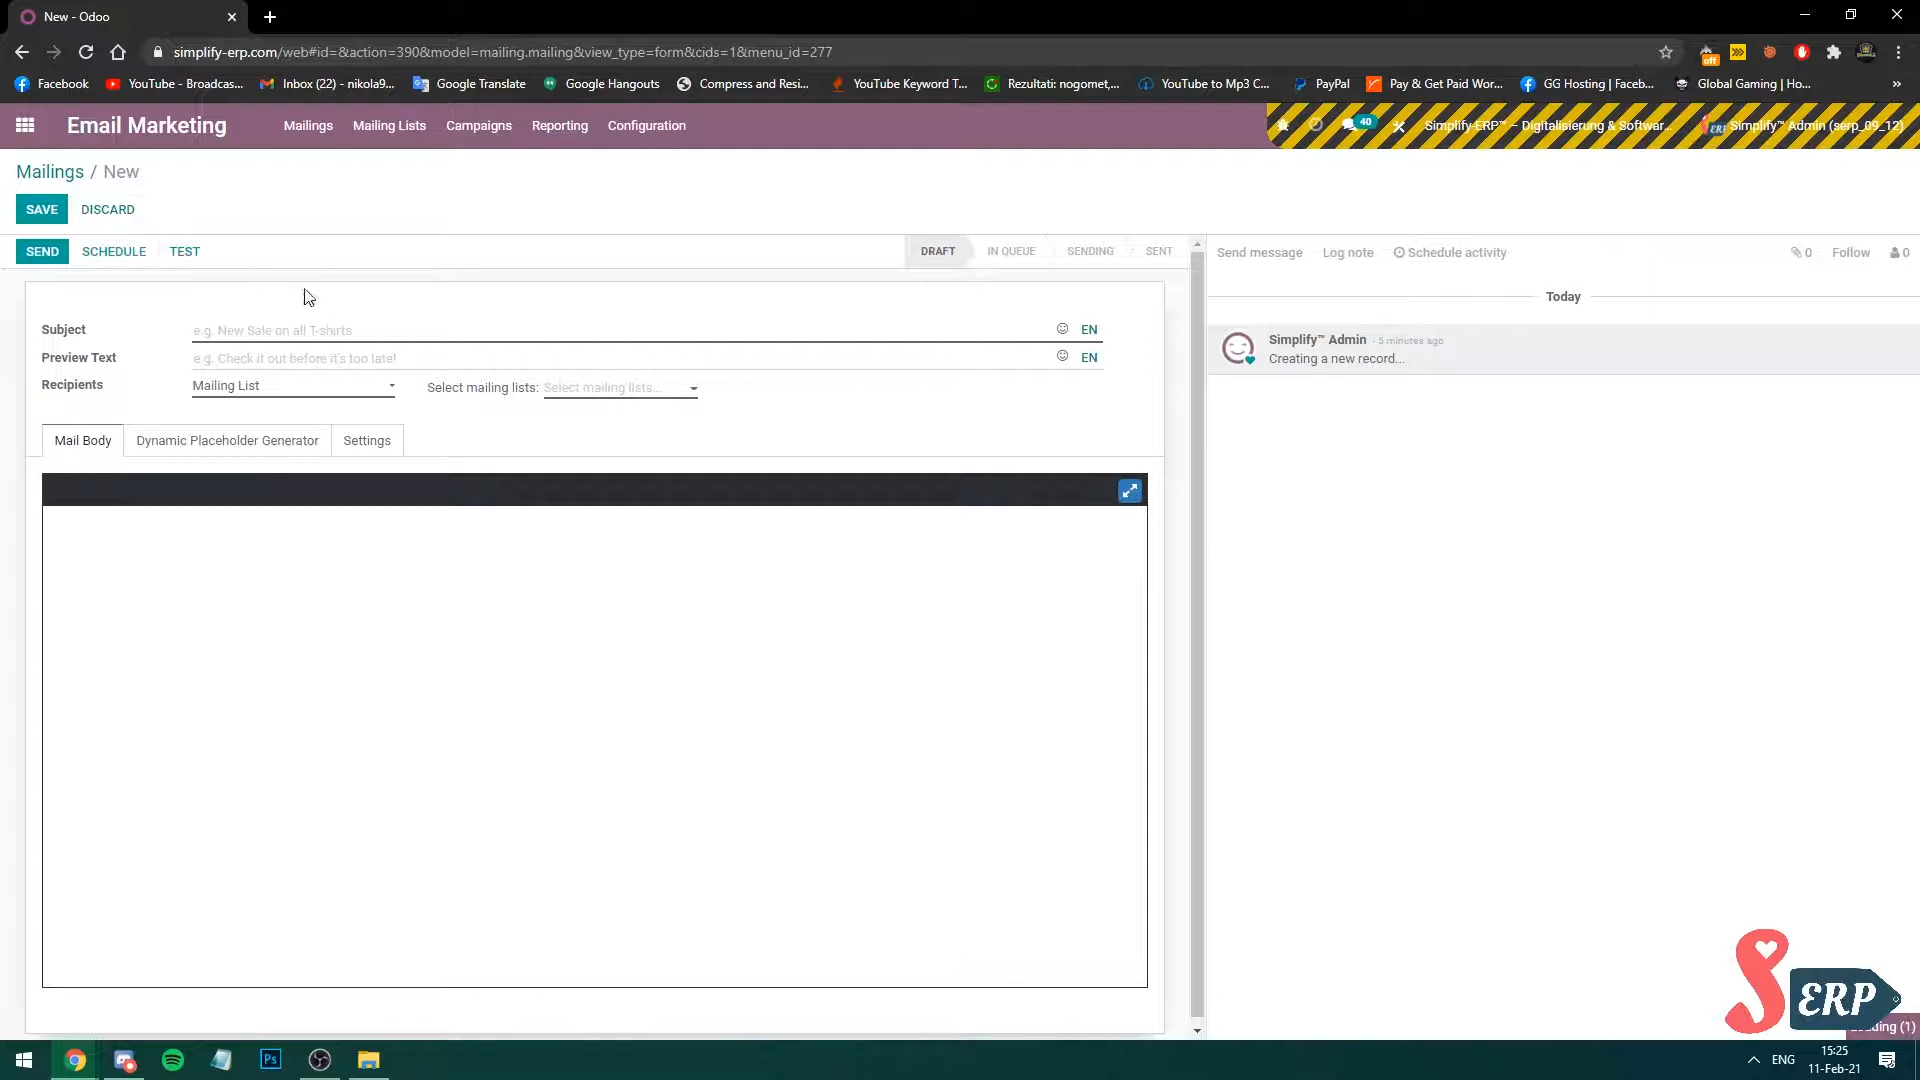 New - Odoo
simplify-erp.com/web#id=&action=390&model=mailing.mailing&view_type=form&cids=1&menu_id=277
off
Facebook YouTube - Broadcas... Inbox (22) - nikola9... Google Translate Google Hangouts Compress and Resi... YouTube Keyword T... Rezultati: nogomet,... YouTube to Mp3 C... PayPal Pay & Get Paid Wor... GG Hosting | Faceb... Global Gaming | Ho... »
Email Marketing Mailings Mailing Lists Campaigns Reporting Configuration 40 Simplify-ERP™ – Digitalisierung & Softwar... Simplify™ Admin (serp_09_12)
Mailings / New
SAVE DISCARD
SEND SCHEDULE TEST DRAFT IN QUEUE SENDING SENT Send message Log note Schedule activity 0 Follow 0
Today
Subject e.g. New Sale on all T-shirts EN
Simplify™ Admin - 5 minutes ago
Preview Text e.g. Check it out before it's too late! EN
Creating a new record...
Recipients Mailing List Select mailing lists: Select mailing lists...
Mail Body Dynamic Placeholder Generator Settings
S ERP
Ps
ENG
15:25
11-Feb-21